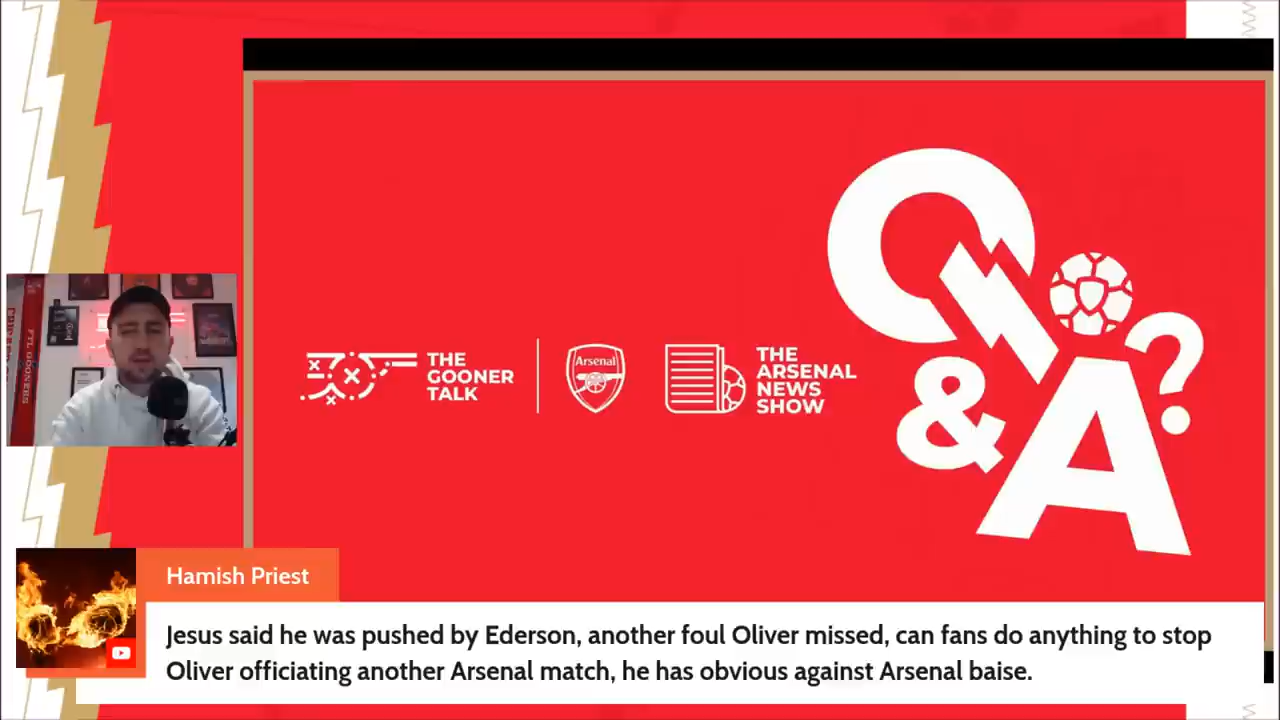 Q
&
A
?
THE
GOONER
TALK
Arsenal
THE
ARSENAL
NEWS
SHOW
Hamish Priest
Jesus said he was pushed by Ederson, another foul Oliver missed, can fans do anything to stop
Oliver officiating another Arsenal match, he has obvious against Arsenal baise.